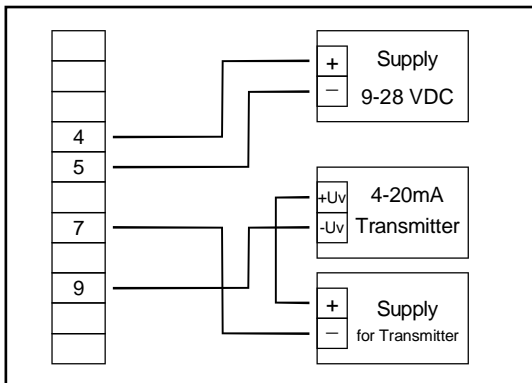 4
5
7
9
+
−
Supply
9-28 VDC
+Uv
-Uv
4-20mA
Transmitter
+
−
Supply
for Transmitter